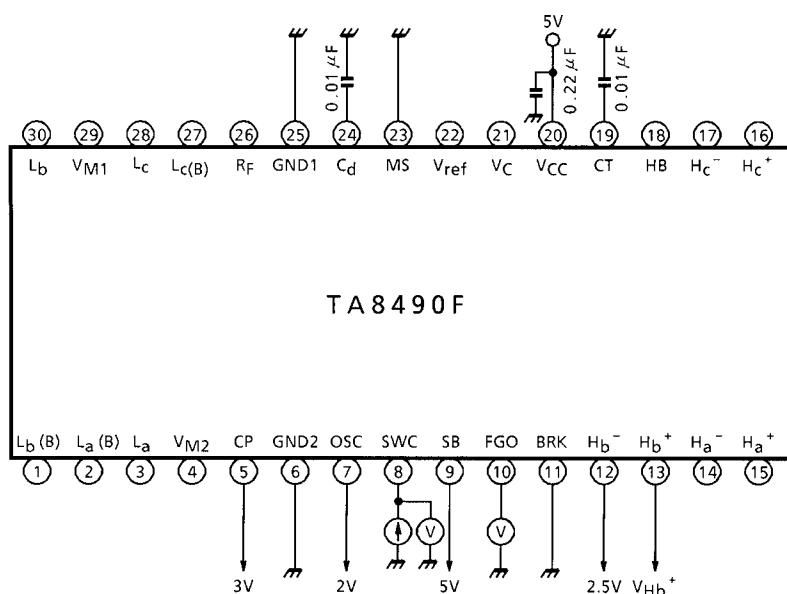 5V
0.01 μF
0.22 μF
0.01 μF
30 29 28 27 26 25 24 23 22 21 20 19 18 17 16
Lb VM1 Lc Lc(B) RF GND1 Cd MS Vref VC VCC CT HB Hc⁻ Hc⁺
TA8490F
Lb(B) La(B) La VM2 CP GND2 OSC SWC SB FGO BRK Hb⁻ Hb⁺ Ha⁻ Ha⁺
1 2 3 4 5 6 7 8 9 10 11 12 13 14 15
V V
3V 2V 5V 2.5V VHb⁺